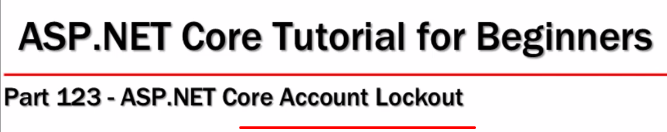 ASP.NET Core Tutorial for Beginners
Part 123 - ASP.NET Core Account Lockout